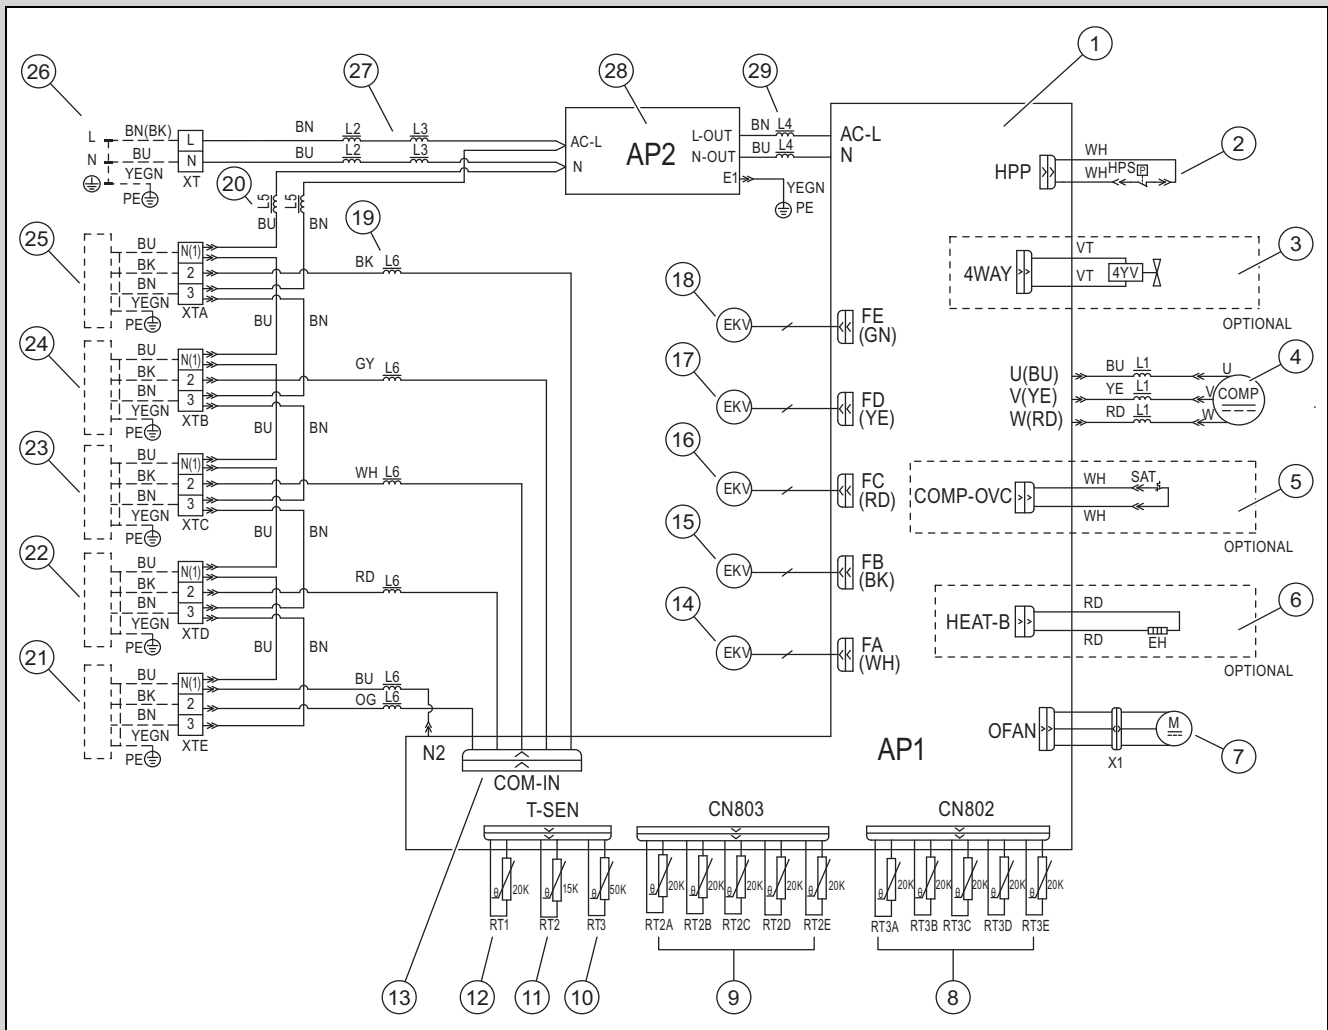 26
27
28
29
1
L
BN(BK)
L
BN
L2
L3
AC-L
AP2
L-OUT
BN
L4
AC-L
N
BU
N
BU
L2
L3
N
N-OUT
BU
L4
N
YEGN
XT
E1
YEGN
PE
PE
HPP
WH
WH
HPS
P
2
20
L5
L5
BU
BN
19
25
BU
N(1)
BK
2
BK
L6
BN
3
YEGN
XTA
PE
BU
BN
4WAY
VT
VT
4YV
3
OPTIONAL
18
EKV
FE
(GN)
24
BU
N(1)
BK
2
GY
L6
BN
3
YEGN
XTB
PE
BU
BN
17
EKV
FD
(YE)
U(BU)
BU
L1
U
V(YE)
YE
L1
V
W(RD)
RD
L1
W
COMP
4
23
BU
N(1)
BK
2
WH
L6
BN
3
YEGN
XTC
PE
BU
BN
16
EKV
FC
(RD)
COMP-OVC
WH
SAT
WH
5
OPTIONAL
22
BU
N(1)
BK
2
RD
L6
BN
3
YEGN
XTD
PE
BU
BN
15
EKV
FB
(BK)
HEAT-B
RD
RD
EH
6
OPTIONAL
14
EKV
FA
(WH)
21
BU
N(1)
BU
L6
BK
2
OG
L6
BN
3
YEGN
XTE
PE
N2
COM-IN
AP1
OFAN
X1
M
7
T-SEN
CN803
CN802
θ 20K
θ 15K
θ 50K
θ 20K
θ 20K
θ 20K
θ 20K
θ 20K
θ 20K
θ 20K
θ 20K
θ 20K
θ 20K
RT1
RT2
RT3
RT2A
RT2B
RT2C
RT2D
RT2E
RT3A
RT3B
RT3C
RT3D
RT3E
13
12
11
10
9
8